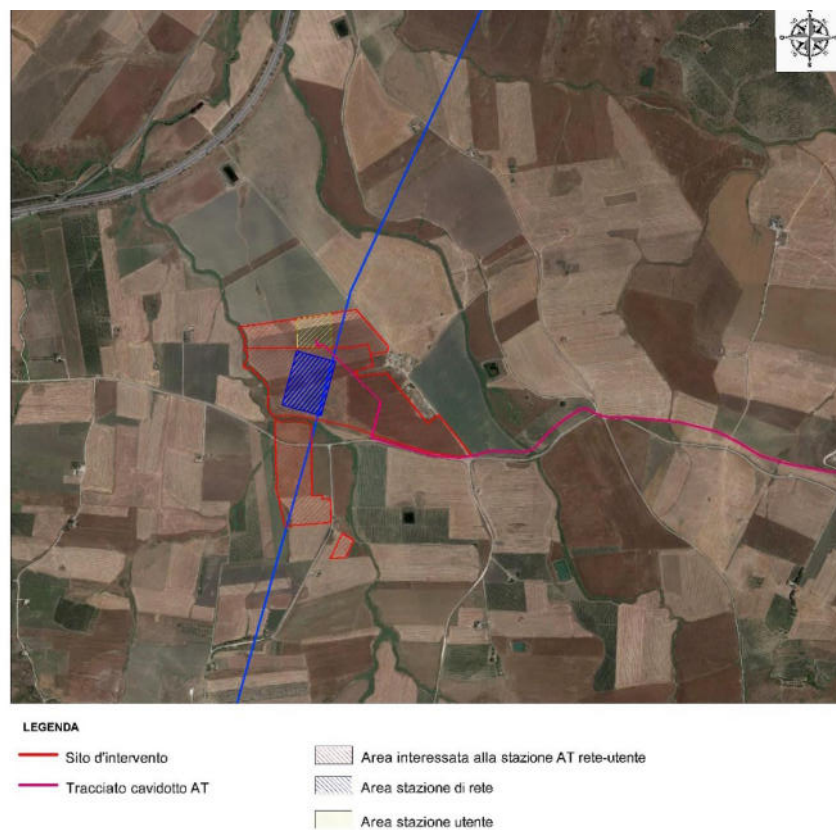 LEGENDA
Sito d'intervento
Tracciato cavidotto AT
Area interessata alla stazione AT rete-utente
Area stazione di rete
Area stazione utente